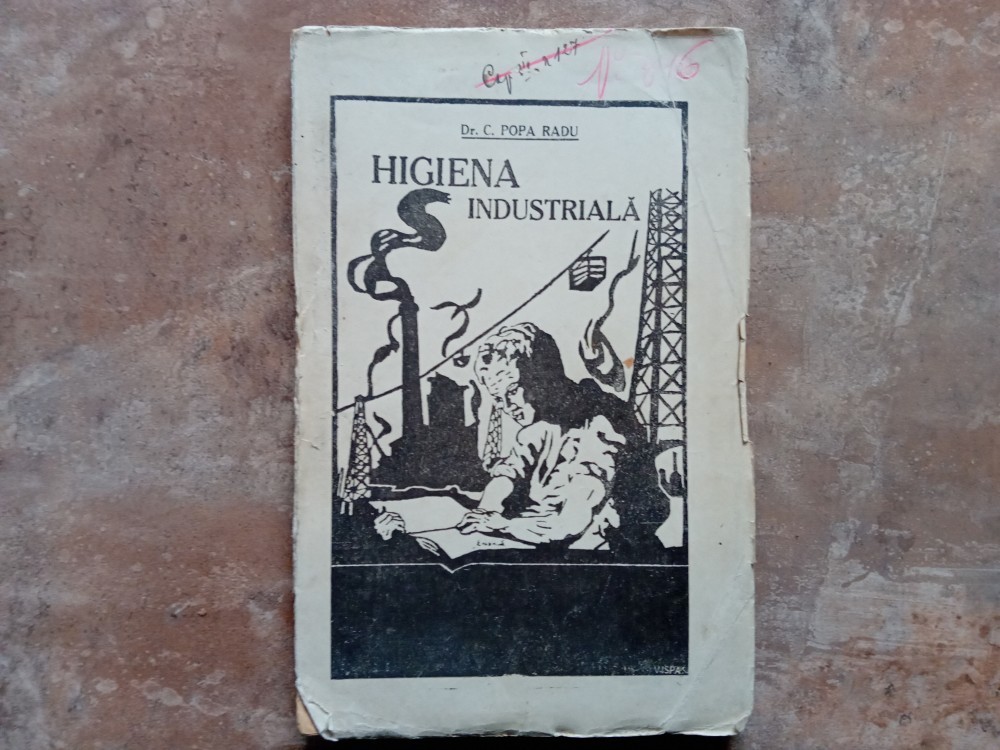 Dr. C. POPA RADU
HIGIENA
INDUSTRIALĂ